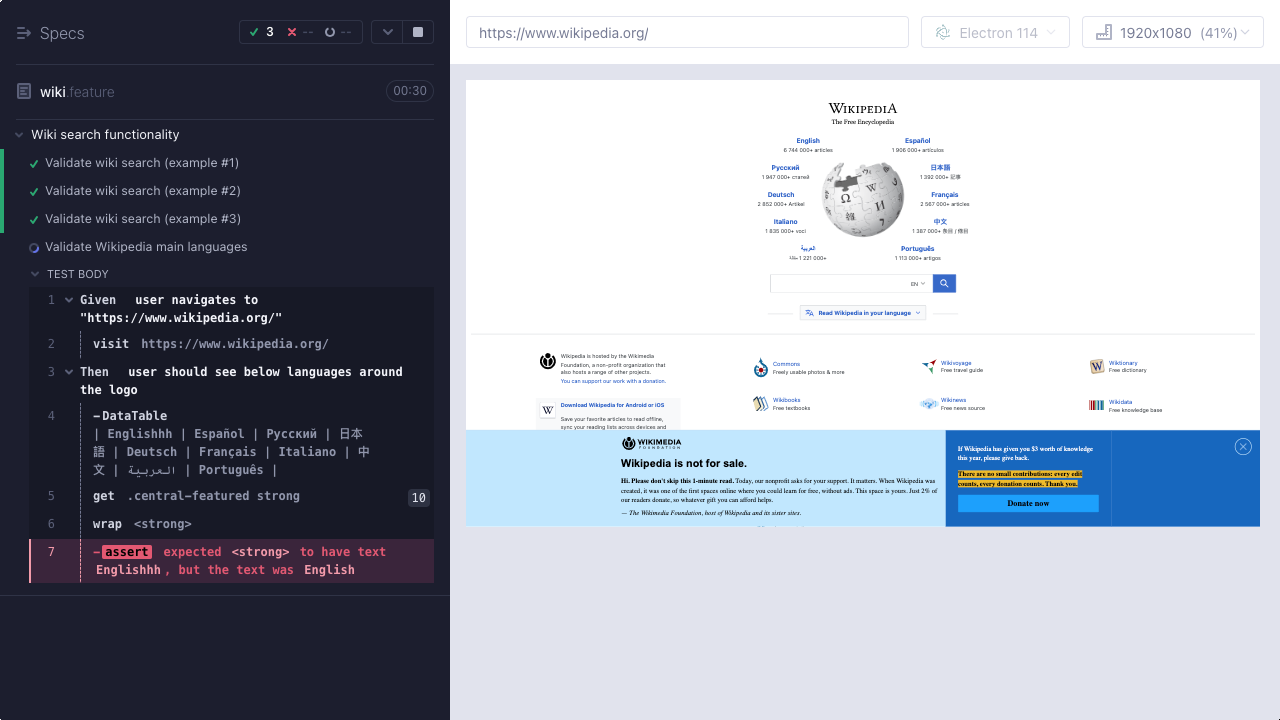 Specs
3
--
--
wiki.feature
00:30
Wiki search functionality
Validate wiki search (example #1)
Validate wiki search (example #2)
Validate wiki search (example #3)
Validate wikipedia main languages
TEST BODY
1 Given user navigates to
"https://www.wikipedia.org/"
2 visit https://www.wikipedia.org/
3 Then user should see below languages around
4 dataTable
| Englishhh | Español | Русский | 日本
語 | Deutsch | Français | Italiano | 中
文 | العربية | Português |
5 get .central-featured-lang strong 10
6 wrap <strong>
7 -assert expected <strong> to have text
Englishhh, but the text was English
https://www.wikipedia.org/
Electron 114
1920x1080 (41%)
WIKIPEDIA
The Free Encyclopedia
English
6 744 000+ articles
Español
1 906 000+ artículos
Русский
1 947 000+ статей
日本語
1 392 000+ 記事
Deutsch
2 852 000+ Artikel
Français
2 567 000+ articles
Italiano
1 835 000+ voci
中文
1 387 000+ 条目 / 條目
العربية
1 221 000+ مقالة
Português
1 113 000+ artigos
EN
Read Wikipedia in your language
Wikipedia is hosted by the Wikimedia
Foundation, a non-profit organization that
also hosts a range of other projects.
You can support our work with a donation.
Download Wikipedia for Android or iOS
Save your favorite articles to read offline,
sync your reading lists across devices and
Commons
Freely usable photos & more
Wikivoyage
Free travel guide
Wiktionary
Free dictionary
Wikibooks
Free textbooks
Wikinews
Free news source
Wikidata
Free knowledge base
WIKIMEDIA
FOUNDATION
Wikipedia is not for sale.
Hi. Please don't skip this 1-minute read. Today, our nonprofit asks for your support. It matters. When Wikipedia was
created, it was one of the first spaces online where you could learn for free, without ads. This space is yours. Just 2% of
our readers donate, so whatever gift you can afford helps.
— The Wikimedia Foundation, host of Wikipedia and its sister sites.
If Wikipedia has given you $3 worth of knowledge
this year, please give back.
There are no small contributions: every edit
counts, every donation counts. Thank you.
Donate now